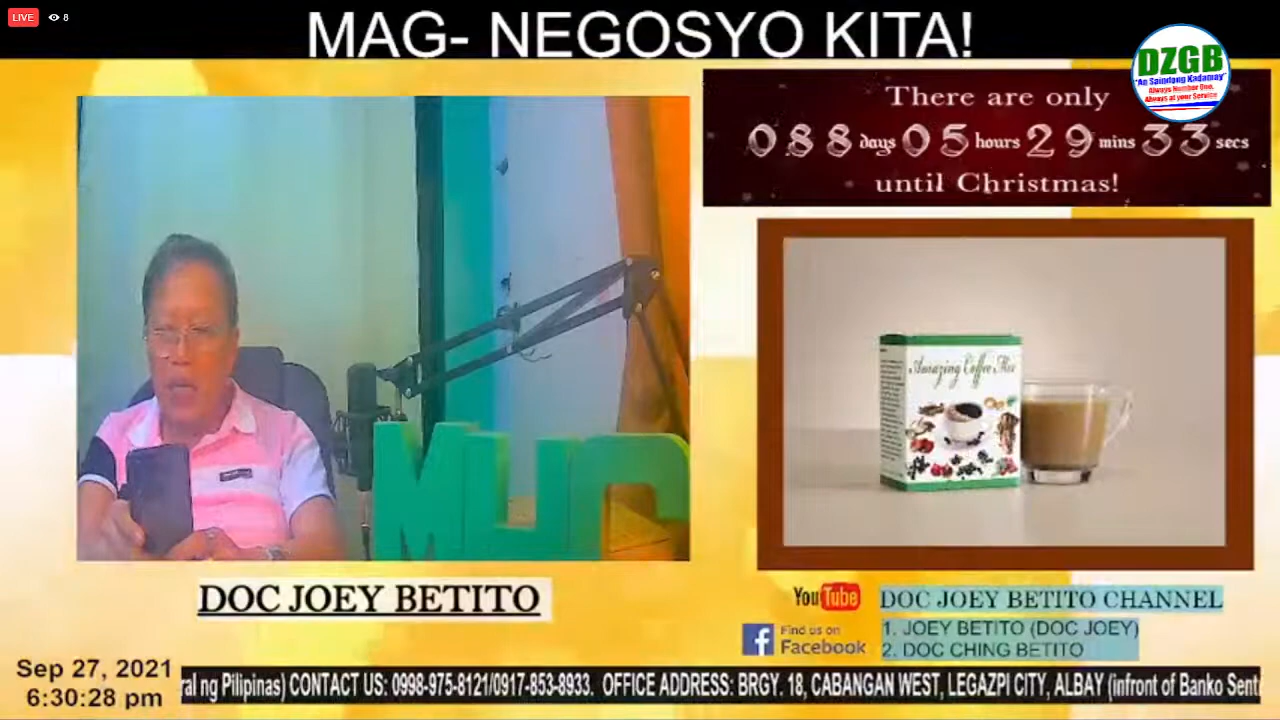 LIVE
8
MAG- NEGOSYO KITA!
DZGB
"An Saindong Kadamay"
Always Number One,
Always at your Service
There are only
088 days 05 hours 29 mins 33 secs
until Christmas!
Amazing Coffee Mix
DOC JOEY BETITO
YouTube
DOC JOEY BETITO CHANNEL
Find us on
Facebook
1. JOEY BETITO (DOC JOEY)
2. DOC CHING BETITO
Sep 27, 2021
6:30:28 pm
ral ng Pilipinas) CONTACT US: 0998-975-8121/0917-853-8933. OFFICE ADDRESS: BRGY. 18, CABANGAN WEST, LEGAZPI CITY, ALBAY (infront of Banko Sent